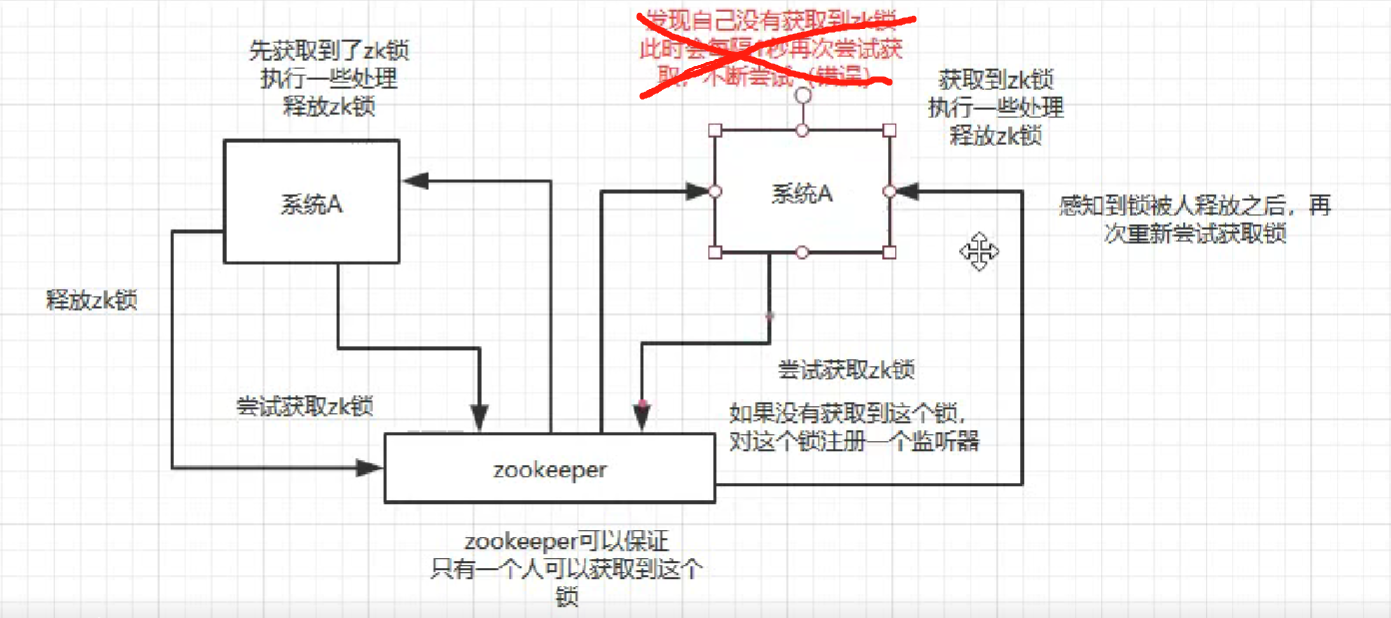 发现自己没有获取到zk锁
此时会每隔1秒再次尝试获
取，不断尝试（错误）
先获取到了zk锁
执行一些处理
释放zk锁
获取到zk锁
执行一些处理
释放zk锁
系统A
系统A
感知到锁被人释放之后，再
次重新尝试获取锁
释放zk锁
尝试获取zk锁
尝试获取zk锁
如果没有获取到这个锁，
对这个锁注册一个监听器
zookeeper
zookeeper可以保证
只有一个人可以获取到这个
锁